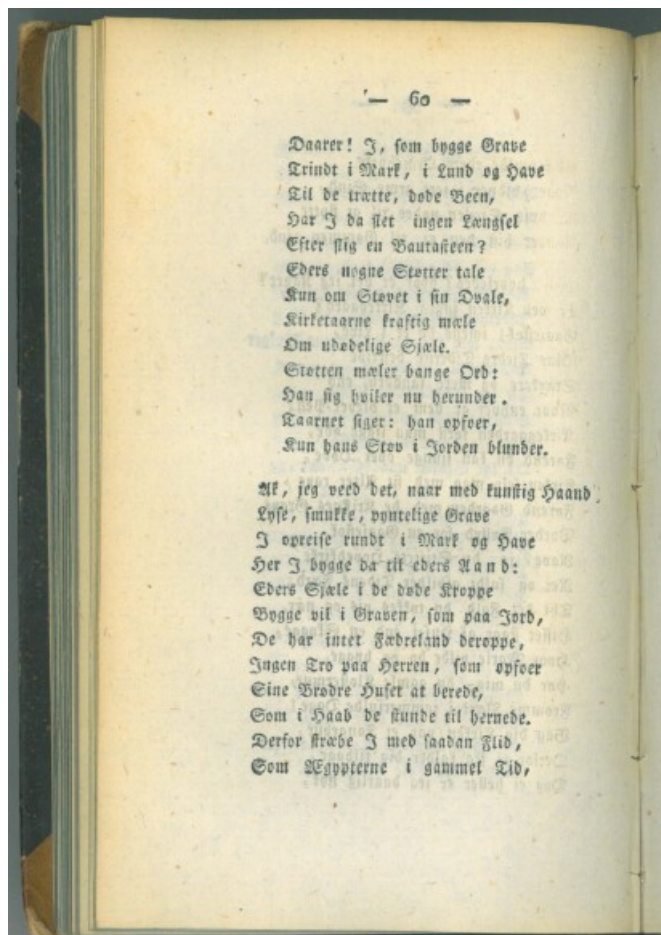 — 60 —
Daarer! I, som bygge Grave
Trindt i Mark, i Lund og Have
Til de trætte, døde Been,
Har I da slet ingen Længsel
Efter slig en Bautasteen?
Eders nøgne Støtter tale
Kun om Støvet i sin Dvale,
Kirketaarne kraftig mæle
Om udødelige Sjæle.
Støtten mæler bange Ord:
Han sig hviler nu herunder.
Taarnet siger: han opfoer,
Kun hans Støv i Jorden blunder.
Ak, jeg veed det, naar med kunstig Haand
Lyse, smukke, pyntelige Grave
I opreise rundt i Mark og Have
Her I bygge da til eders Aand:
Eders Sjæle i de døde Kroppe
Bygge vil i Graven, som paa Jord,
De har intet Fædreland deroppe,
Ingen Tro paa Herren, som opfoer
Sine Brødre Huset at berede,
Som i Haab de stunde til hernede.
Derfor stræbe I med saadan Flid,
Som Ægypterne i gammel Tid,